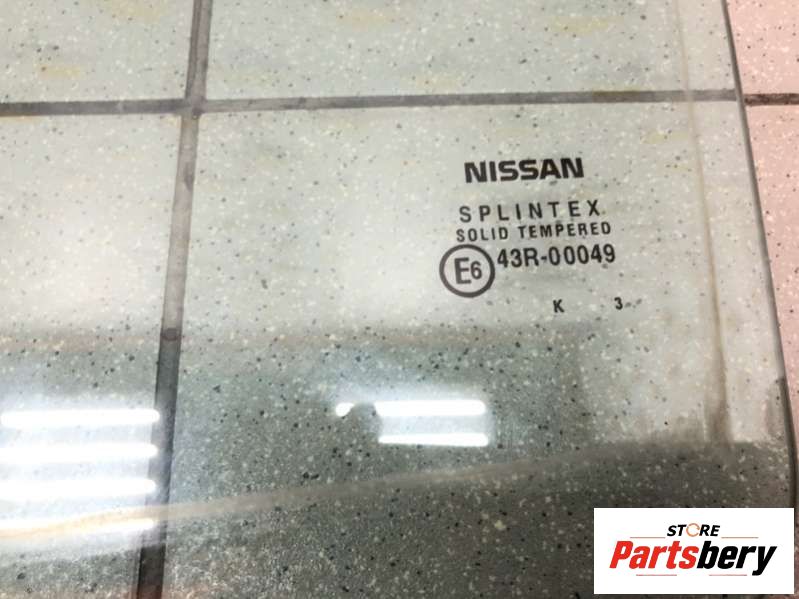 NISSAN
SPLINTEX
SOLID TEMPERED
E6 43R-00049
K 3
STORE
Partsbery